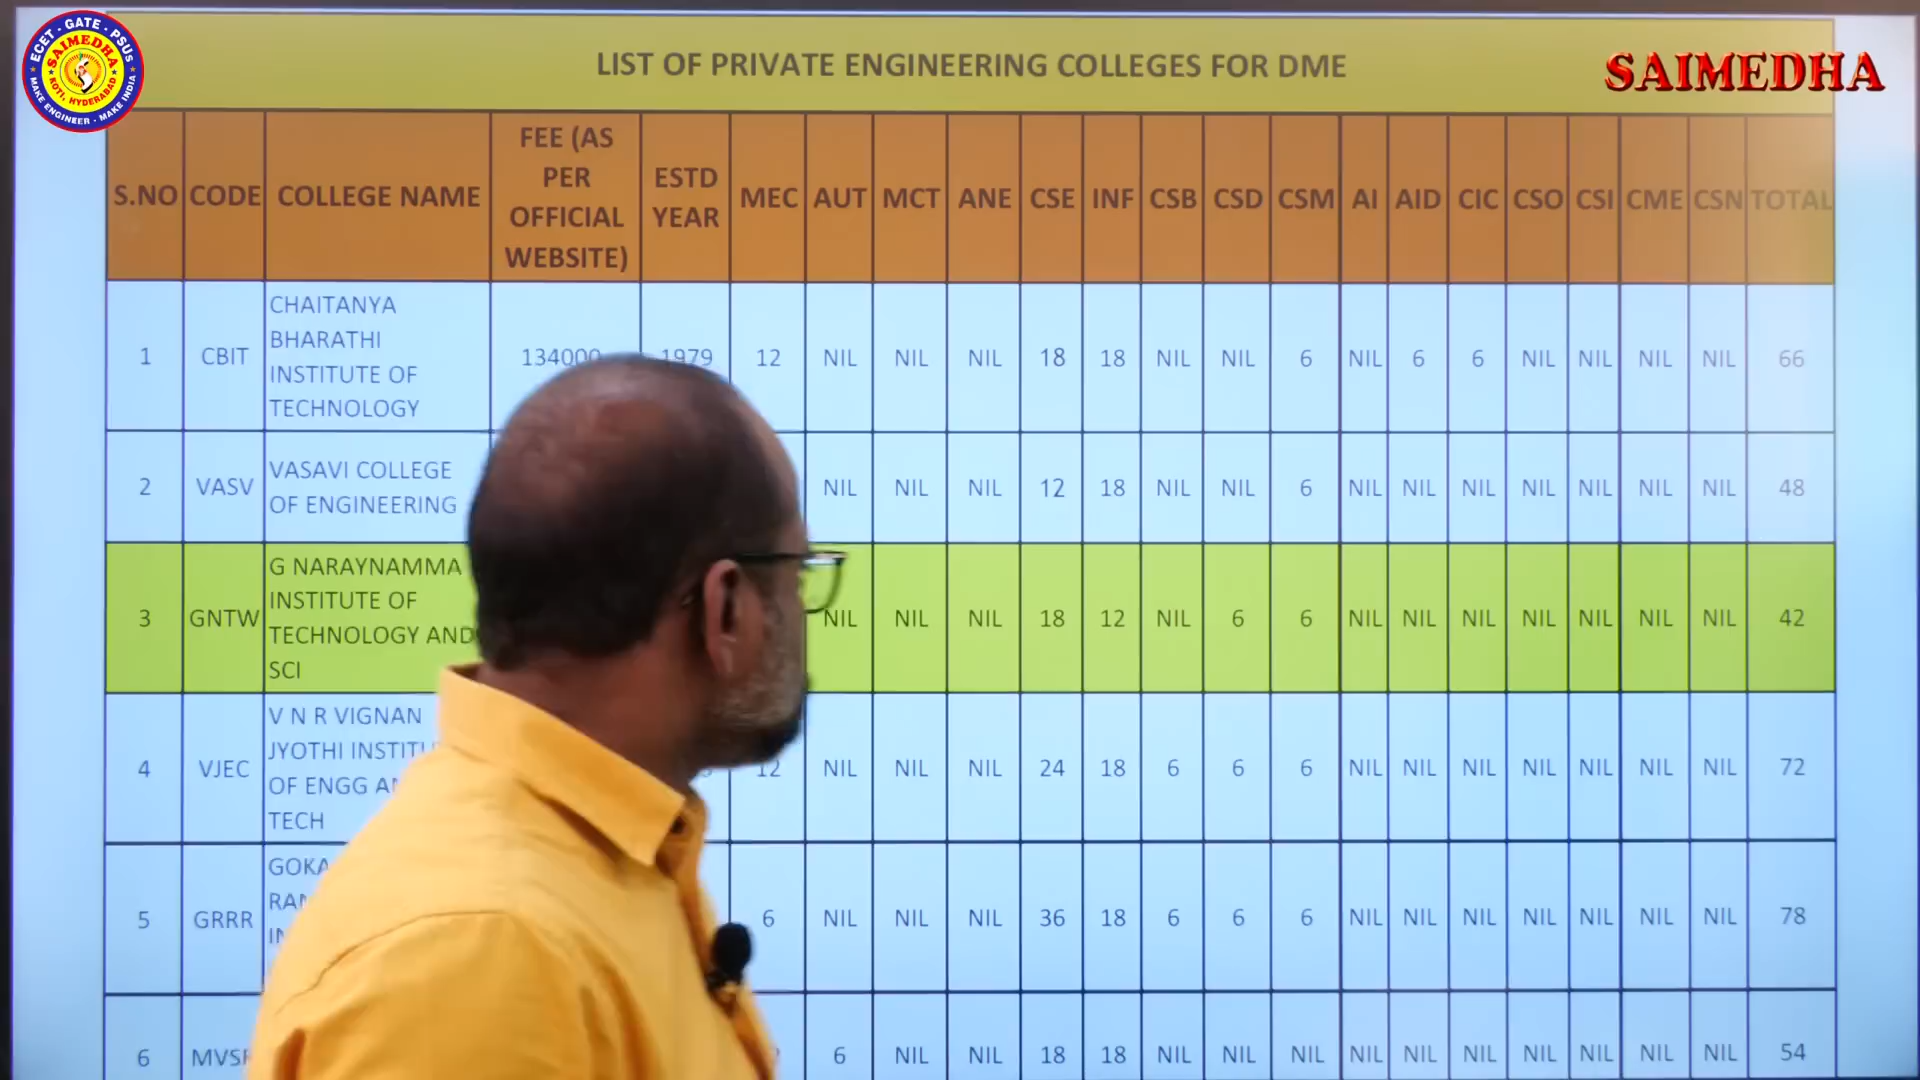 ECET · GATE · PSUS
SAIMEDHA
KOTI, HYDERABAD
MAKE ENGINEER - MAKE INDIA
LIST OF PRIVATE ENGINEERING COLLEGES FOR DME
SAIMEDHA
S.NO CODE COLLEGE NAME FEE (AS PER OFFICIAL WEBSITE) ESTD YEAR MEC AUT MCT ANE CSE INF CSB CSD CSM AI AID CIC CSO CSI CME CSN TOTAL
1 CBIT CHAITANYA BHARATHI INSTITUTE OF TECHNOLOGY 134000 1979 12 NIL NIL NIL 18 18 NIL NIL 6 NIL 6 6 NIL NIL NIL NIL 66
2 VASV VASAVI COLLEGE OF ENGINEERING NIL NIL NIL 12 18 NIL NIL 6 NIL NIL NIL NIL NIL NIL NIL 48
3 GNTW G NARAYNAMMA INSTITUTE OF TECHNOLOGY AND SCI NIL NIL NIL 18 12 NIL 6 6 NIL NIL NIL NIL NIL NIL NIL 42
4 VJEC V N R VIGNAN JYOTHI OF ENGG TECH 12 NIL NIL NIL 24 18 6 6 6 NIL NIL NIL NIL NIL NIL NIL 72
5 GRRR 6 NIL NIL NIL 36 18 6 6 6 NIL NIL NIL NIL NIL NIL NIL 78
6 6 NIL NIL 18 18 NIL NIL NIL NIL NIL NIL NIL NIL NIL NIL 54